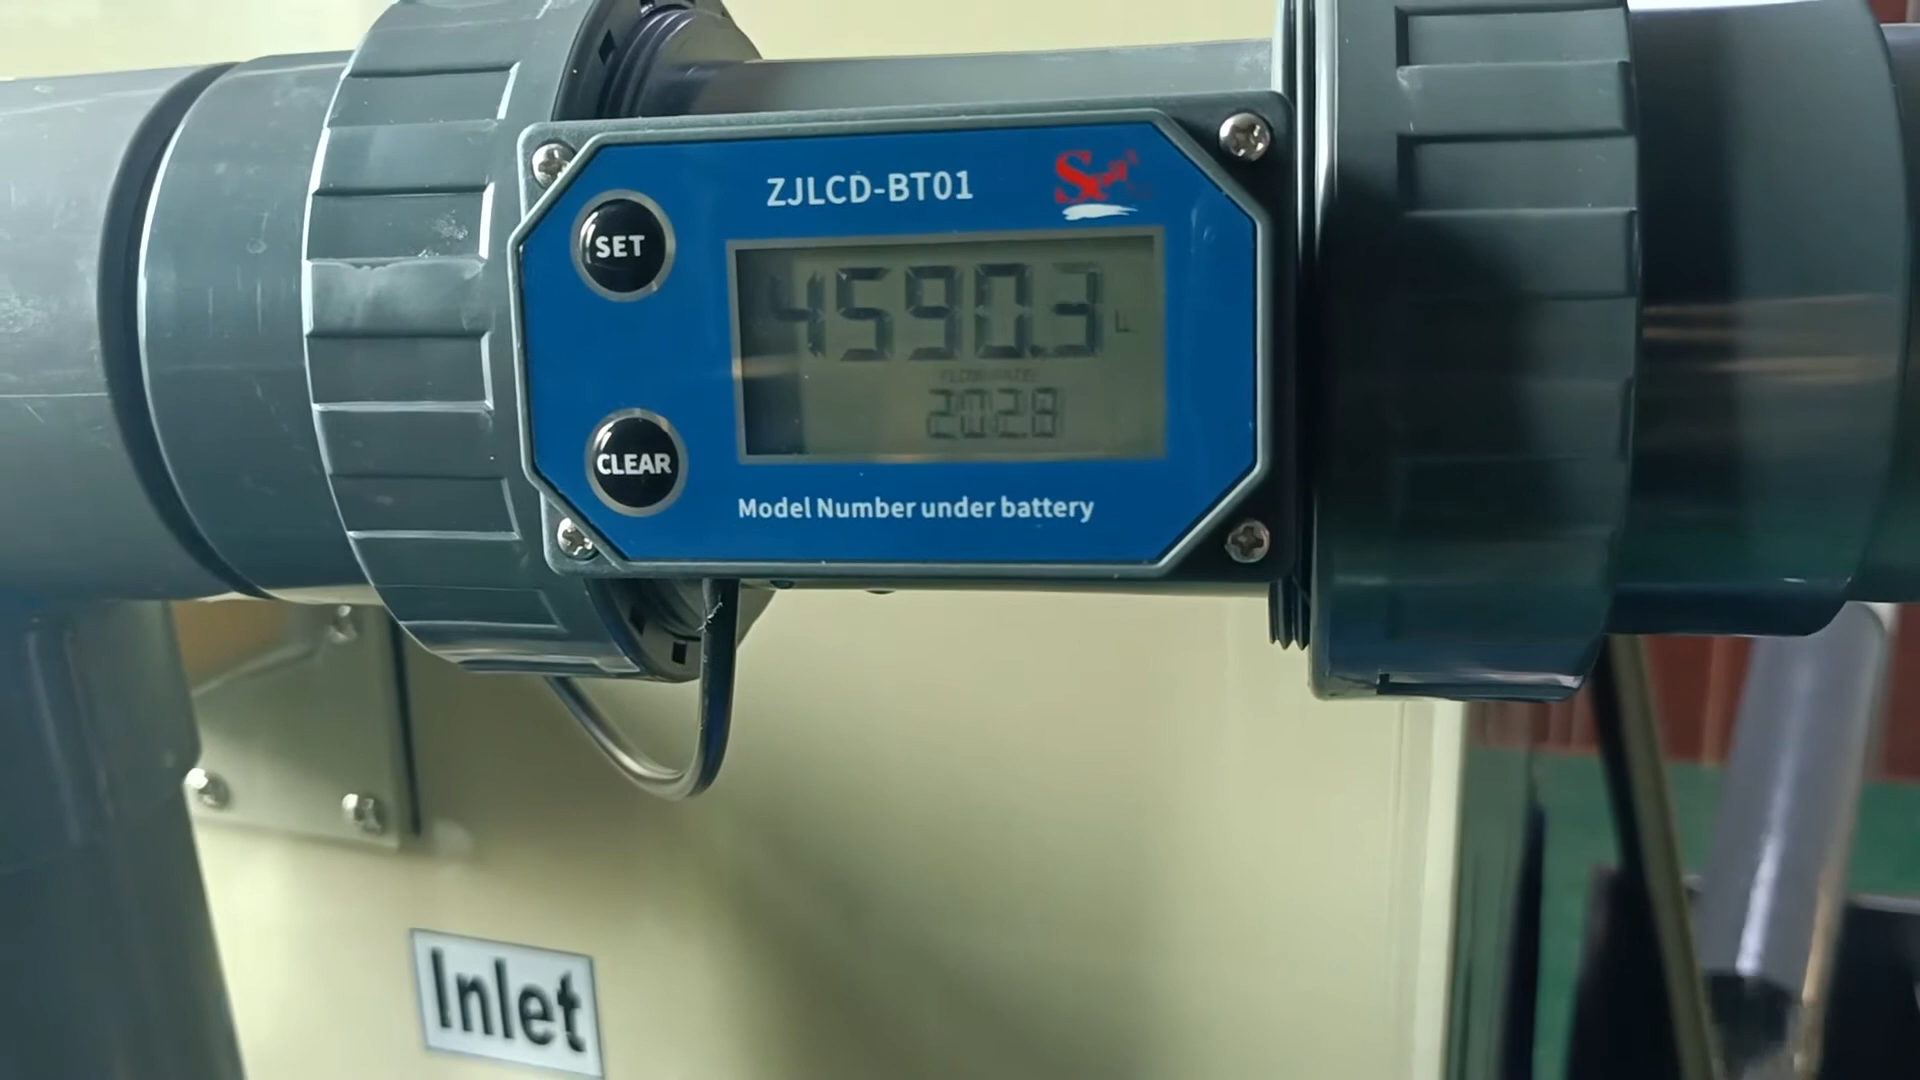 ZJLCD-BT01
SET
4590.3 L
2028
CLEAR
Model Number under battery
Inlet